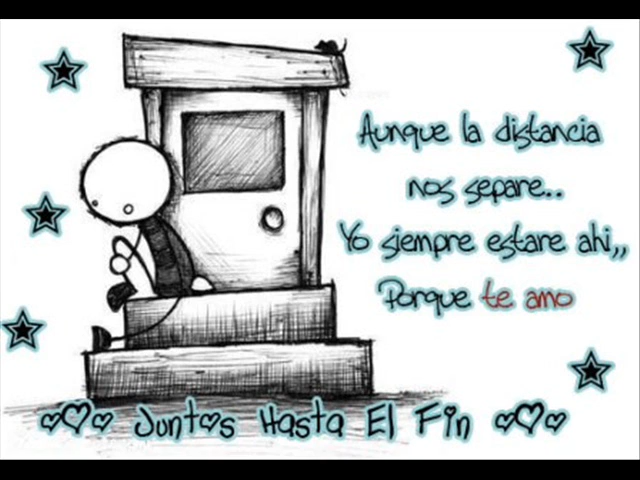 Aunque la distancia
nos separe..
Yo siempre estare ahi,,
Porque te amo
Juntos Hasta El Fin